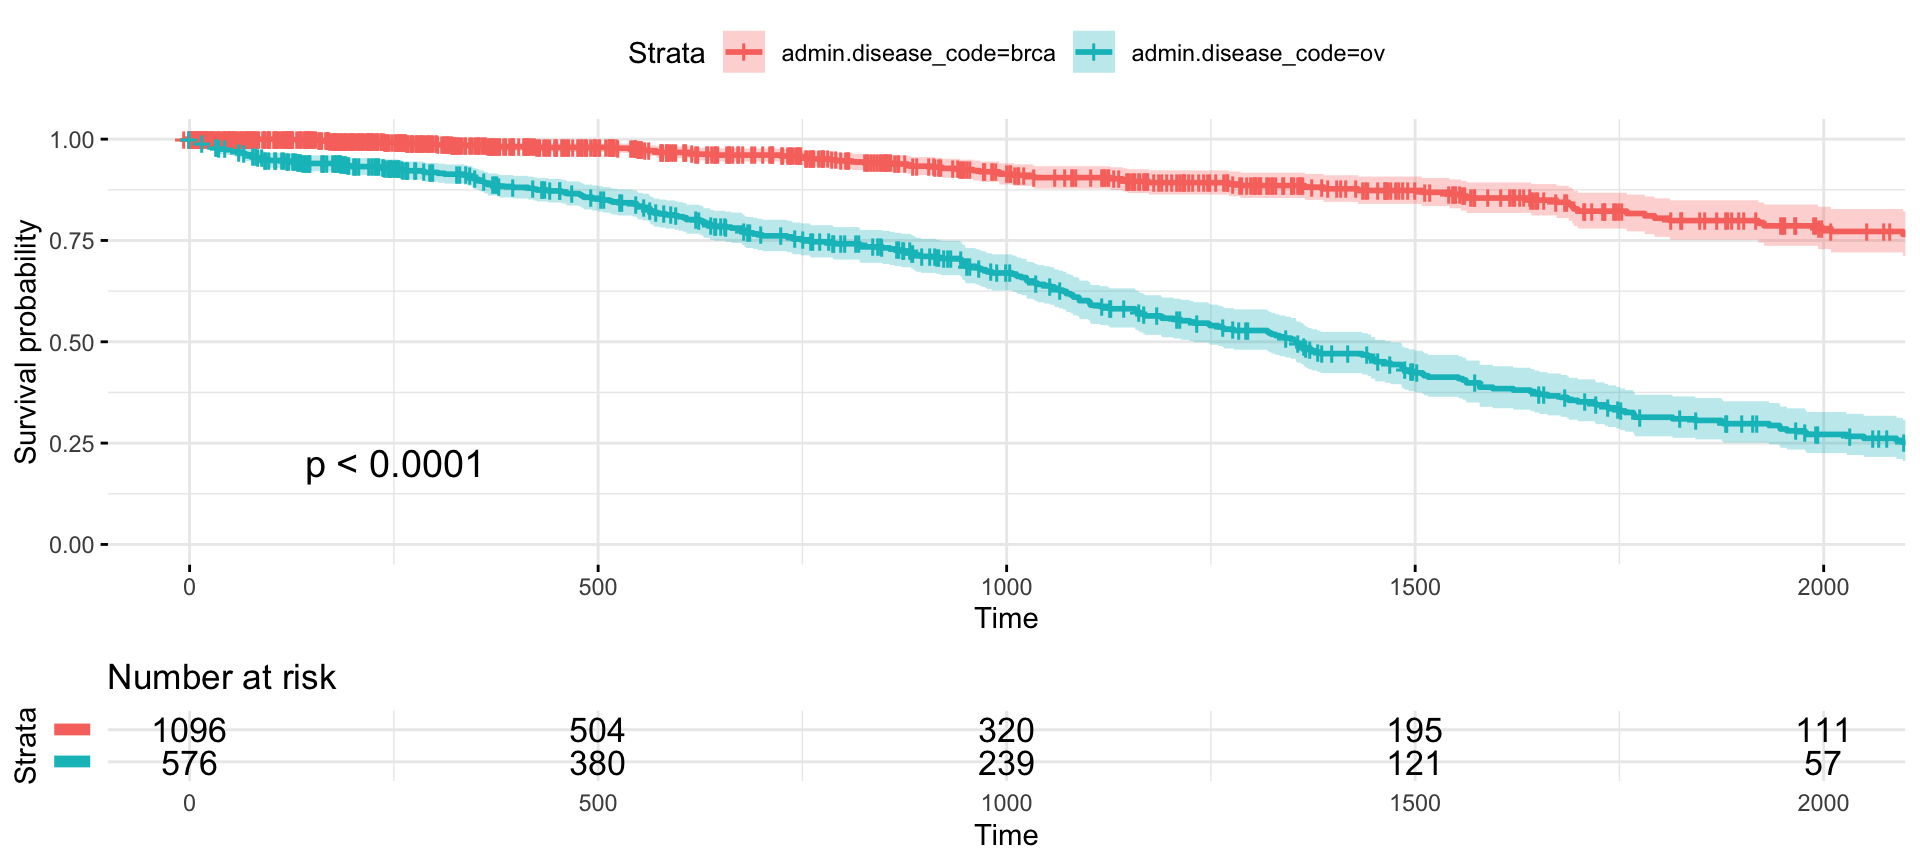 Strata admin.disease_code=brca admin.disease_code=ov
Survival probability
1.00
0.75
0.50
0.25
0.00
p < 0.0001
0 500 1000 1500 2000
Time
Number at risk
Strata
1096 504 320 195 111
576 380 239 121 57
0 500 1000 1500 2000
Time